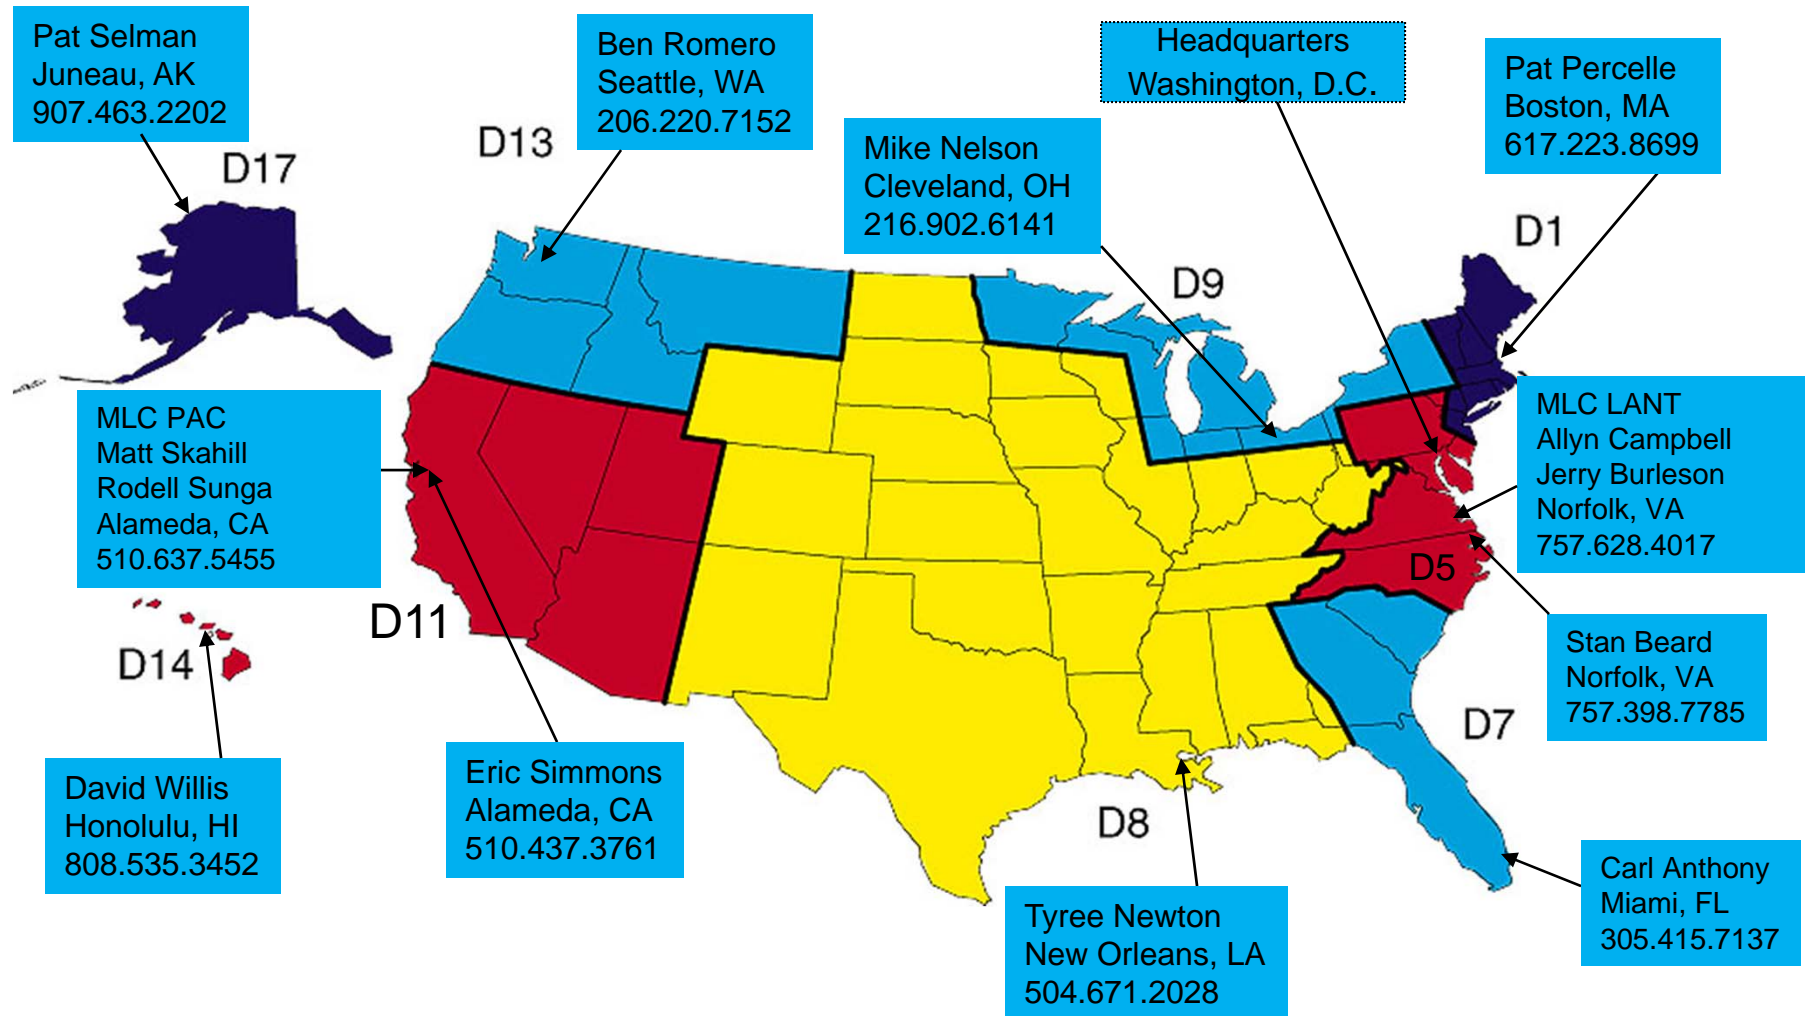 Pat Selman
Juneau, AK
907.463.2202
Ben Romero
Seattle, WA
206.220.7152
Headquarters
Washington, D.C.
Pat Percelle
Boston, MA
617.223.8699
Mike Nelson
Cleveland, OH
216.902.6141
D17
D13
D1
D9
MLC PAC
Matt Skahill
Rodell Sunga
Alameda, CA
510.637.5455
MLC LANT
Allyn Campbell
Jerry Burleson
Norfolk, VA
757.628.4017
D5
D11
D14
Stan Beard
Norfolk, VA
757.398.7785
D7
David Willis
Honolulu, HI
808.535.3452
Eric Simmons
Alameda, CA
510.437.3761
D8
Carl Anthony
Miami, FL
305.415.7137
Tyree Newton
New Orleans, LA
504.671.2028